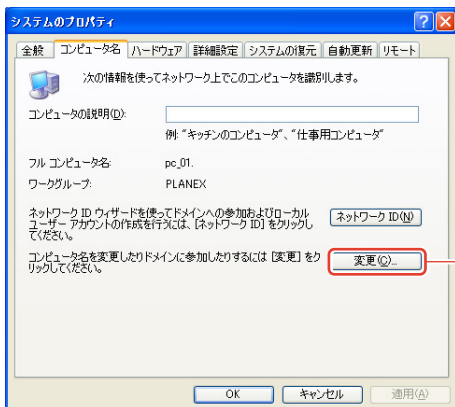 システムのプロパティ
全般 コンピュータ名 ハードウェア 詳細設定 システムの復元 自動更新 リモート
次の情報を使ってネットワーク上でこのコンピュータを識別します。
コンピュータの説明(D):
例: "キッチンのコンピュータ"、"仕事用コンピュータ"
フル コンピュータ名: pc_01.
ワークグループ: PLANEX
ネットワーク ID ウィザードを使ってドメインへの参加およびローカル
ユーザー アカウントの作成を行うには、[ネットワーク ID] をクリックし
てください。
ネットワーク ID(N)
コンピュータ名を変更したりドメインに参加したりするには [変更] をク
リックしてください。
変更(C)...
OK キャンセル 適用(A)